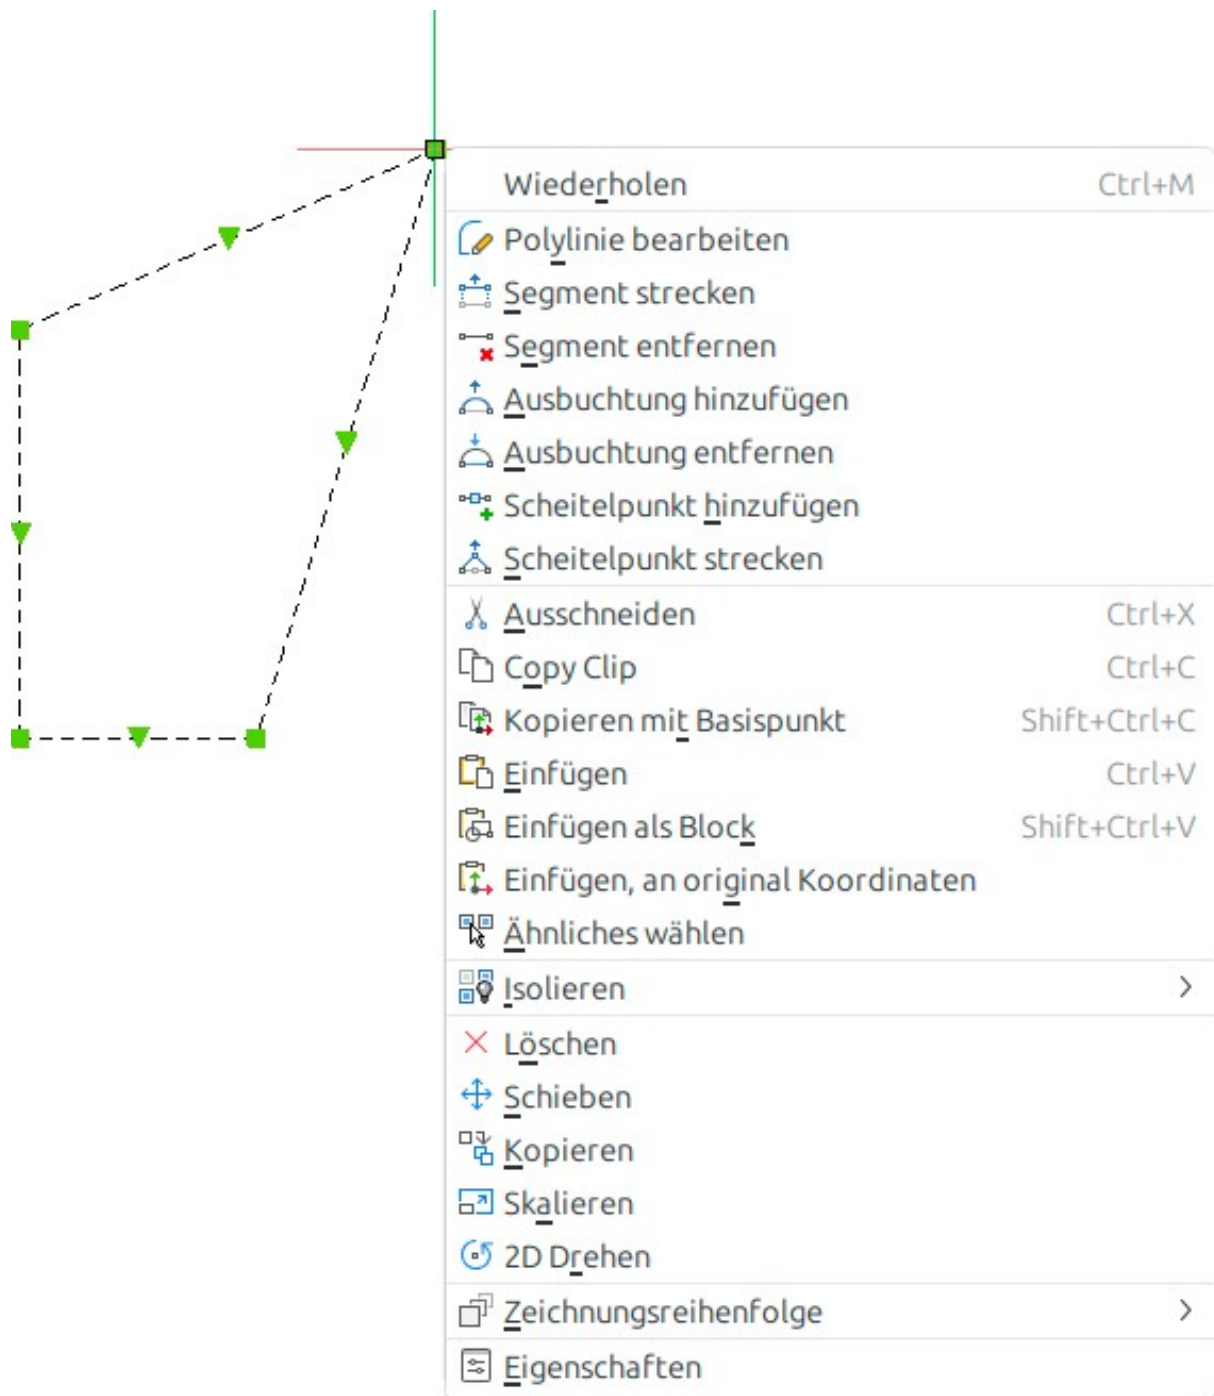 Wiederholen Ctrl+M
Polylinie bearbeiten
Segment strecken
Segment entfernen
Ausbuchtung hinzufügen
Ausbuchtung entfernen
Scheitelpunkt hinzufügen
Scheitelpunkt strecken
Ausschneiden Ctrl+X
Copy Clip Ctrl+C
Kopieren mit Basispunkt Shift+Ctrl+C
Einfügen Ctrl+V
Einfügen als Block Shift+Ctrl+V
Einfügen, an original Koordinaten
Ähnliches wählen
Isolieren
Löschen
Schieben
Kopieren
Skalieren
2D Drehen
Zeichnungsreihenfolge
Eigenschaften